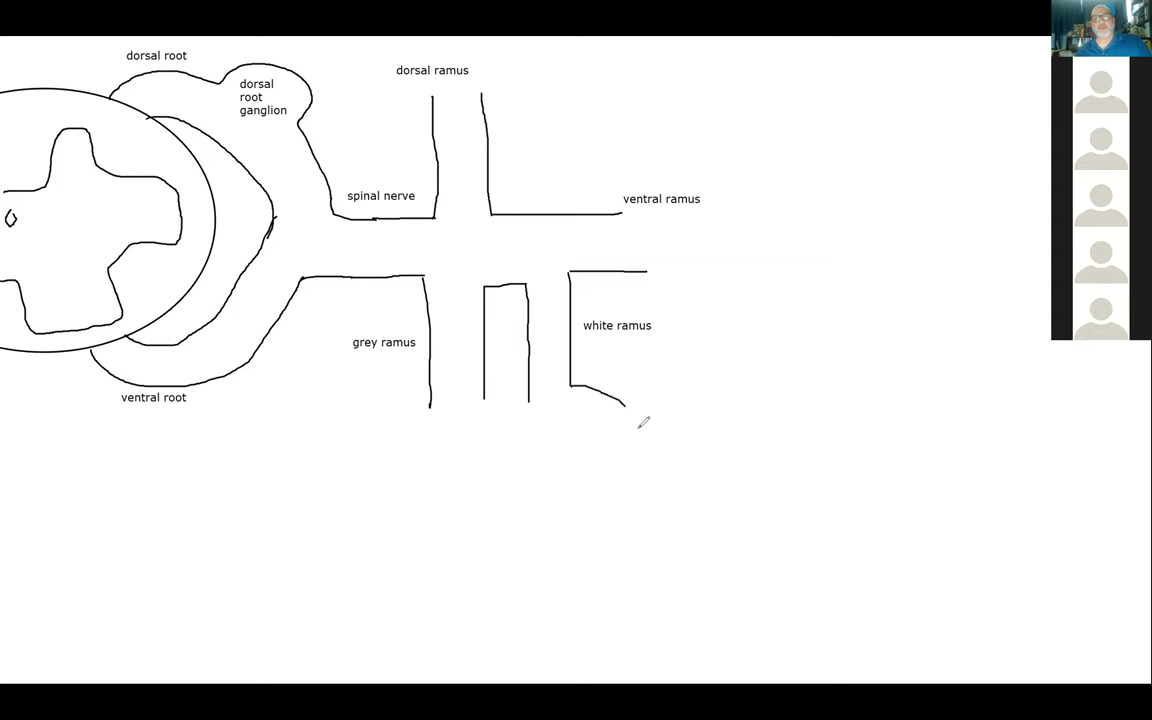 dorsal root
dorsal ramus
dorsal
root
ganglion
spinal nerve
ventral ramus
white ramus
grey ramus
ventral root